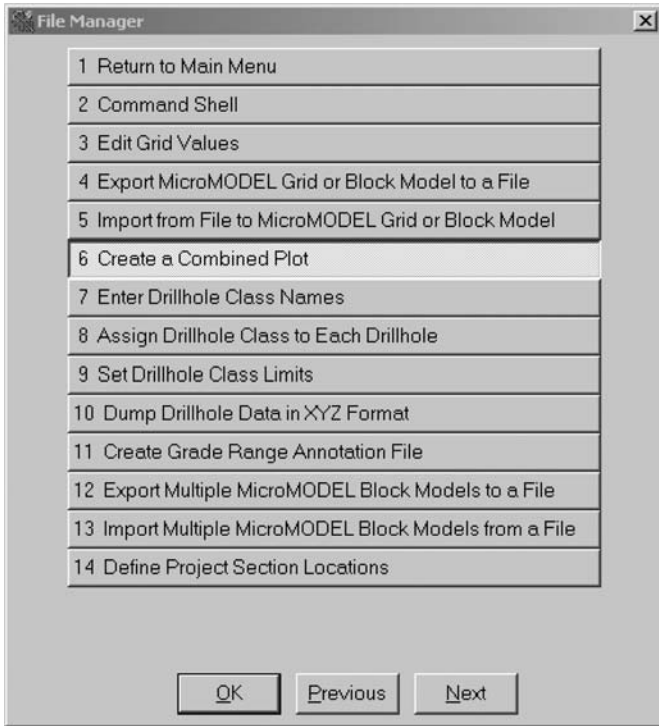 File Manager
1 Return to Main Menu
2 Command Shell
3 Edit Grid Values
4 Export MicroMODEL Grid or Block Model to a File
5 Import from File to MicroMODEL Grid or Block Model
6 Create a Combined Plot
7 Enter Drillhole Class Names
8 Assign Drillhole Class to Each Drillhole
9 Set Drillhole Class Limits
10 Dump Drillhole Data in XYZ Format
11 Create Grade Range Annotation File
12 Export Multiple MicroMODEL Block Models to a File
13 Import Multiple MicroMODEL Block Models from a File
14 Define Project Section Locations
OK Previous Next